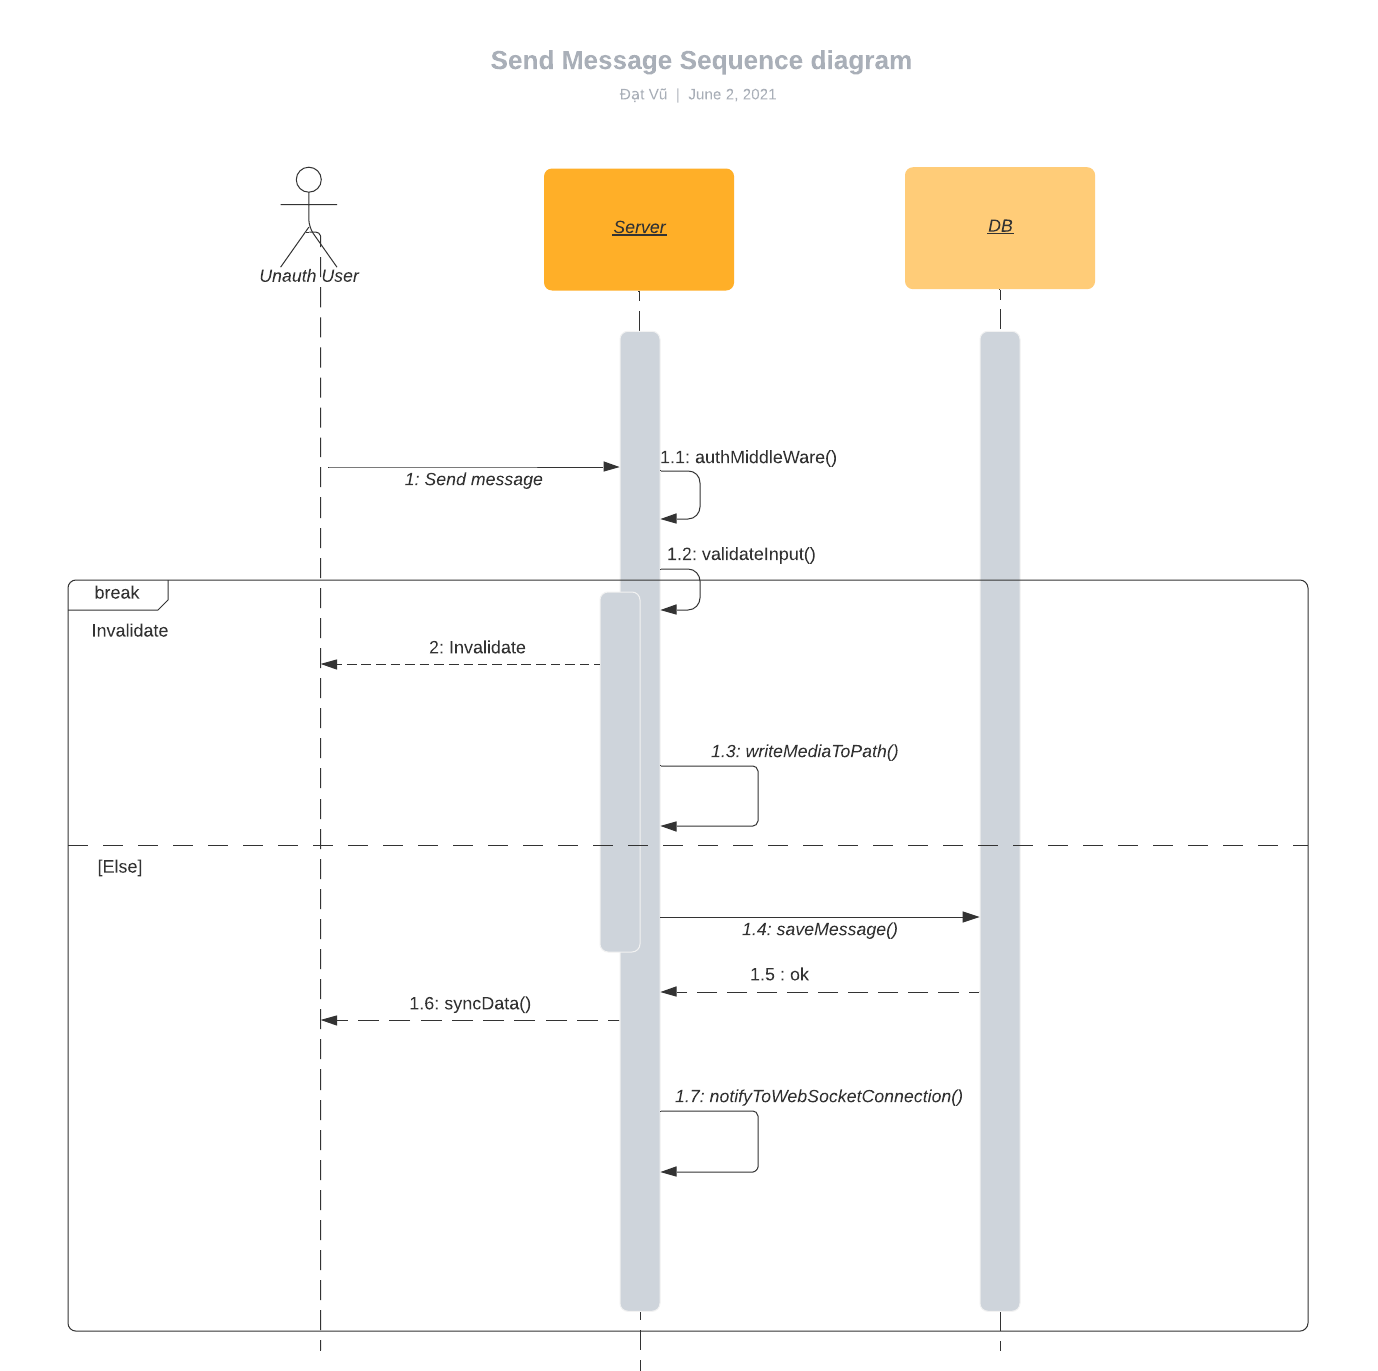 Send Message Sequence diagram
Đạt Vũ | June 2, 2021
Unauth User
Server
DB
1.1: authMiddleWare()
1: Send message
1.2: validateInput()
break
Invalidate
2: Invalidate
1.3: writeMediaToPath()
[Else]
1.4: saveMessage()
1.5 : ok
1.6: syncData()
1.7: notifyToWebSocketConnection()